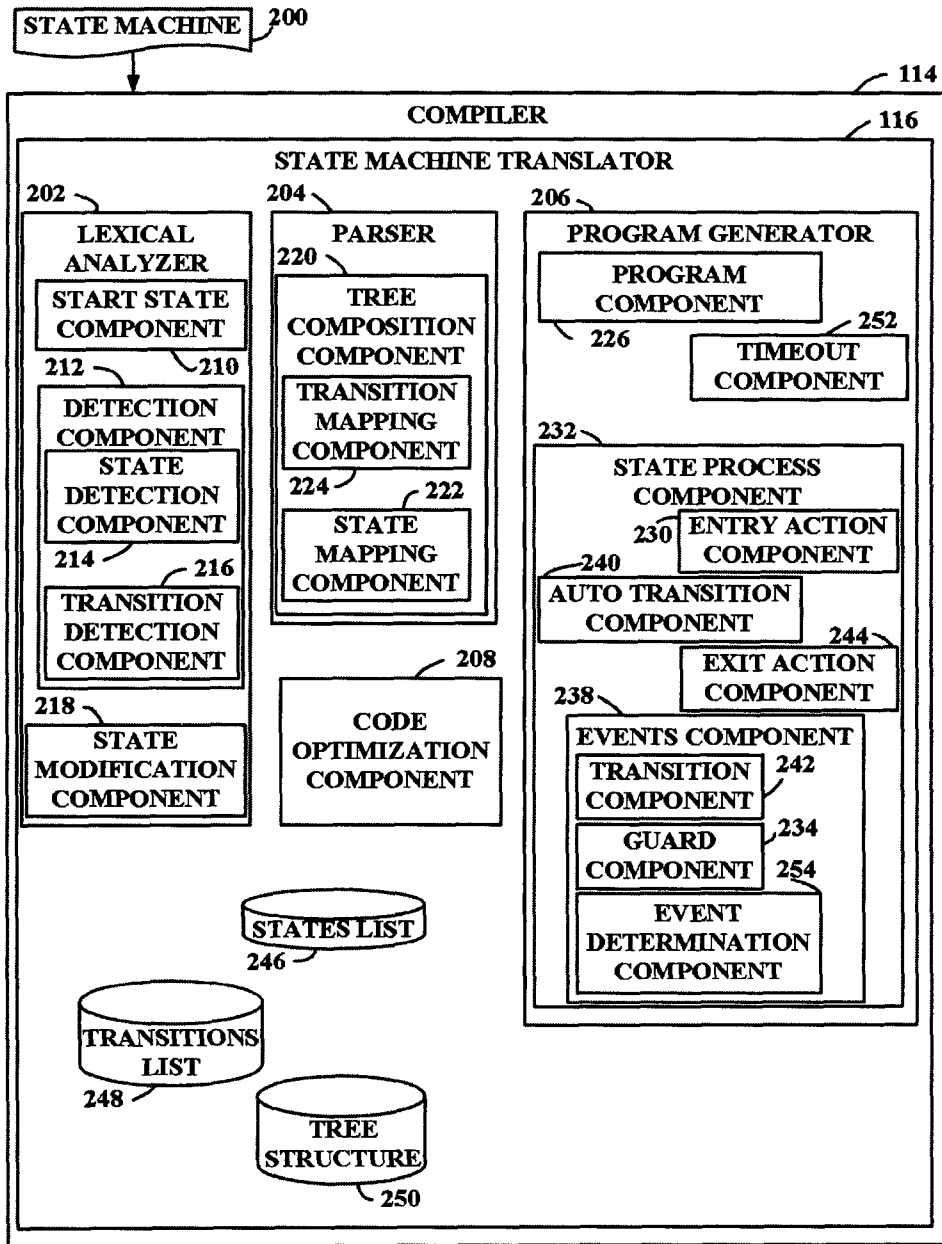 STATE MACHINE
200
114
COMPILER
116
STATE MACHINE TRANSLATOR
202
LEXICAL
ANALYZER
START STATE
COMPONENT
210
212
DETECTION
COMPONENT
STATE
DETECTION
COMPONENT
214
216
TRANSITION
DETECTION
COMPONENT
218
STATE
MODIFICATION
COMPONENT
204
PARSER
220
TREE
COMPOSITION
COMPONENT
TRANSITION
MAPPING
COMPONENT
224
222
STATE
MAPPING
COMPONENT
208
CODE
OPTIMIZATION
COMPONENT
206
PROGRAM GENERATOR
PROGRAM
COMPONENT
226
252
TIMEOUT
COMPONENT
232
STATE PROCESS
COMPONENT
230
ENTRY ACTION
COMPONENT
240
AUTO TRANSITION
COMPONENT
244
EXIT ACTION
COMPONENT
238
EVENTS COMPONENT
TRANSITION
COMPONENT
242
GUARD
COMPONENT
234
254
EVENT
DETERMINATION
COMPONENT
STATES LIST
246
TRANSITIONS
LIST
248
TREE
STRUCTURE
250